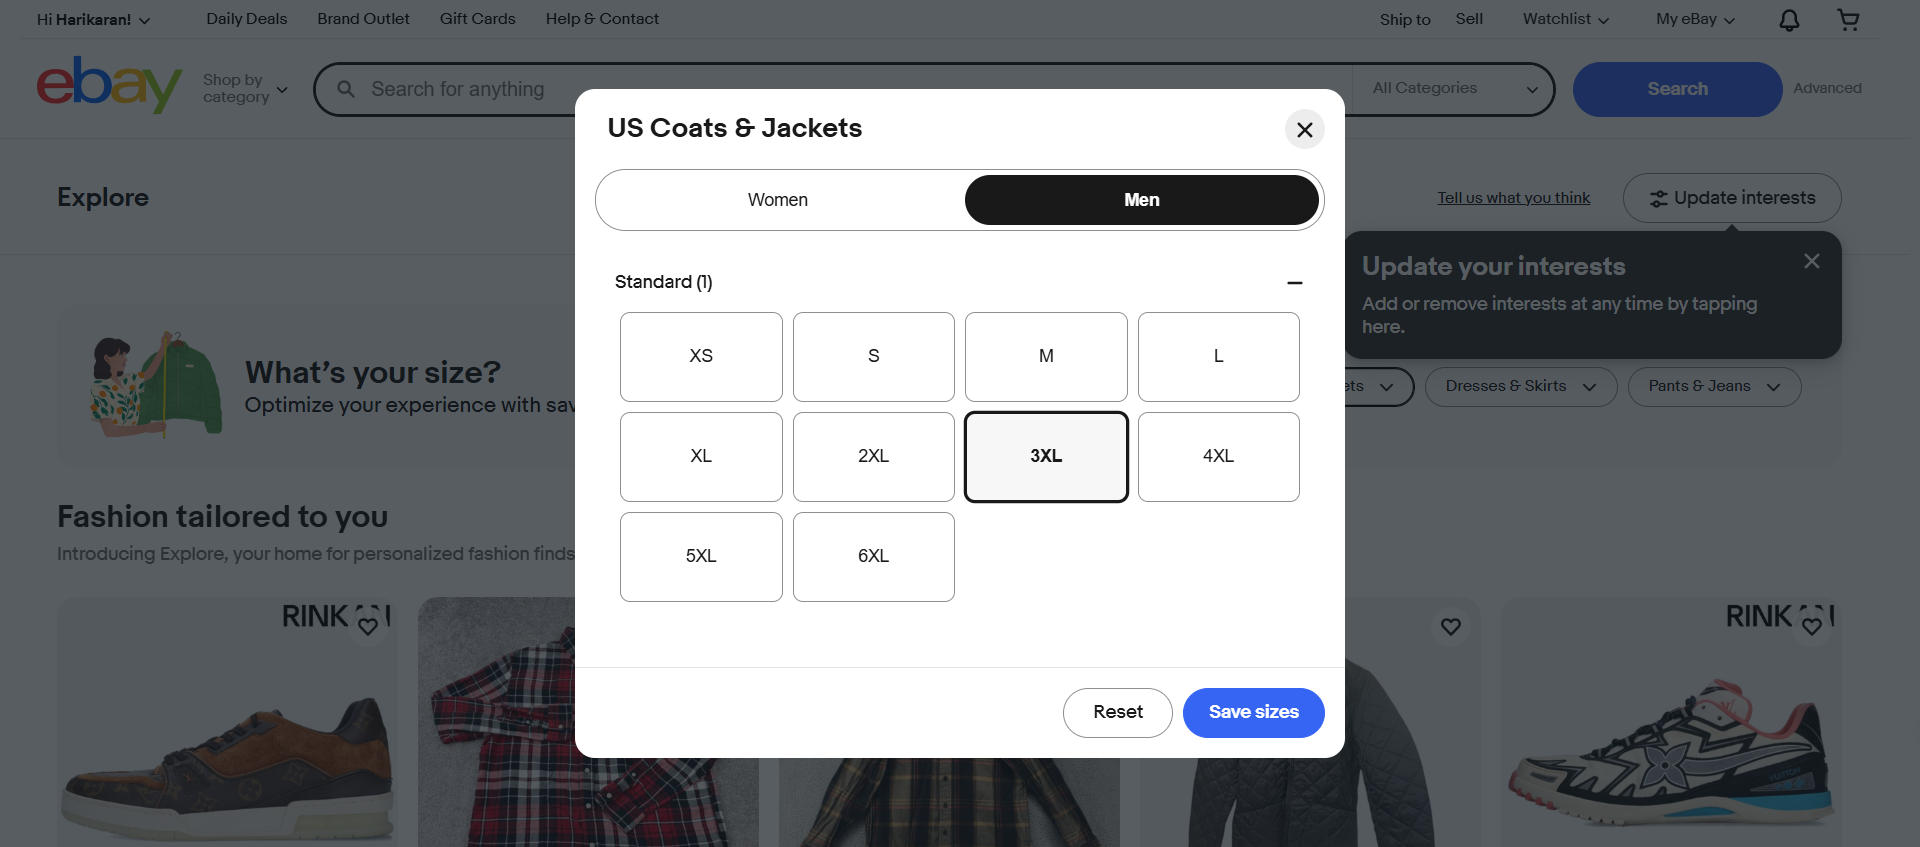 Hi Harikaran!
Daily Deals
Brand Outlet
Gift Cards
Help & Contact
Ship to
Sell
Watchlist
My eBay
ebay
Shop by
category
Search for anything
All Categories
Search
Advanced
US Coats & Jackets
Women
Men
Explore
Tell us what you think
Update interests
Update your interests
Add or remove interests at any time by tapping
here.
Standard (1)
XS
S
M
L
XL
2XL
3XL
4XL
5XL
6XL
What's your size?
Optimize your experience with
Dresses & Skirts
Pants & Jeans
Fashion tailored to you
Introducing Explore, your home for personalized fashion finds
Reset
Save sizes